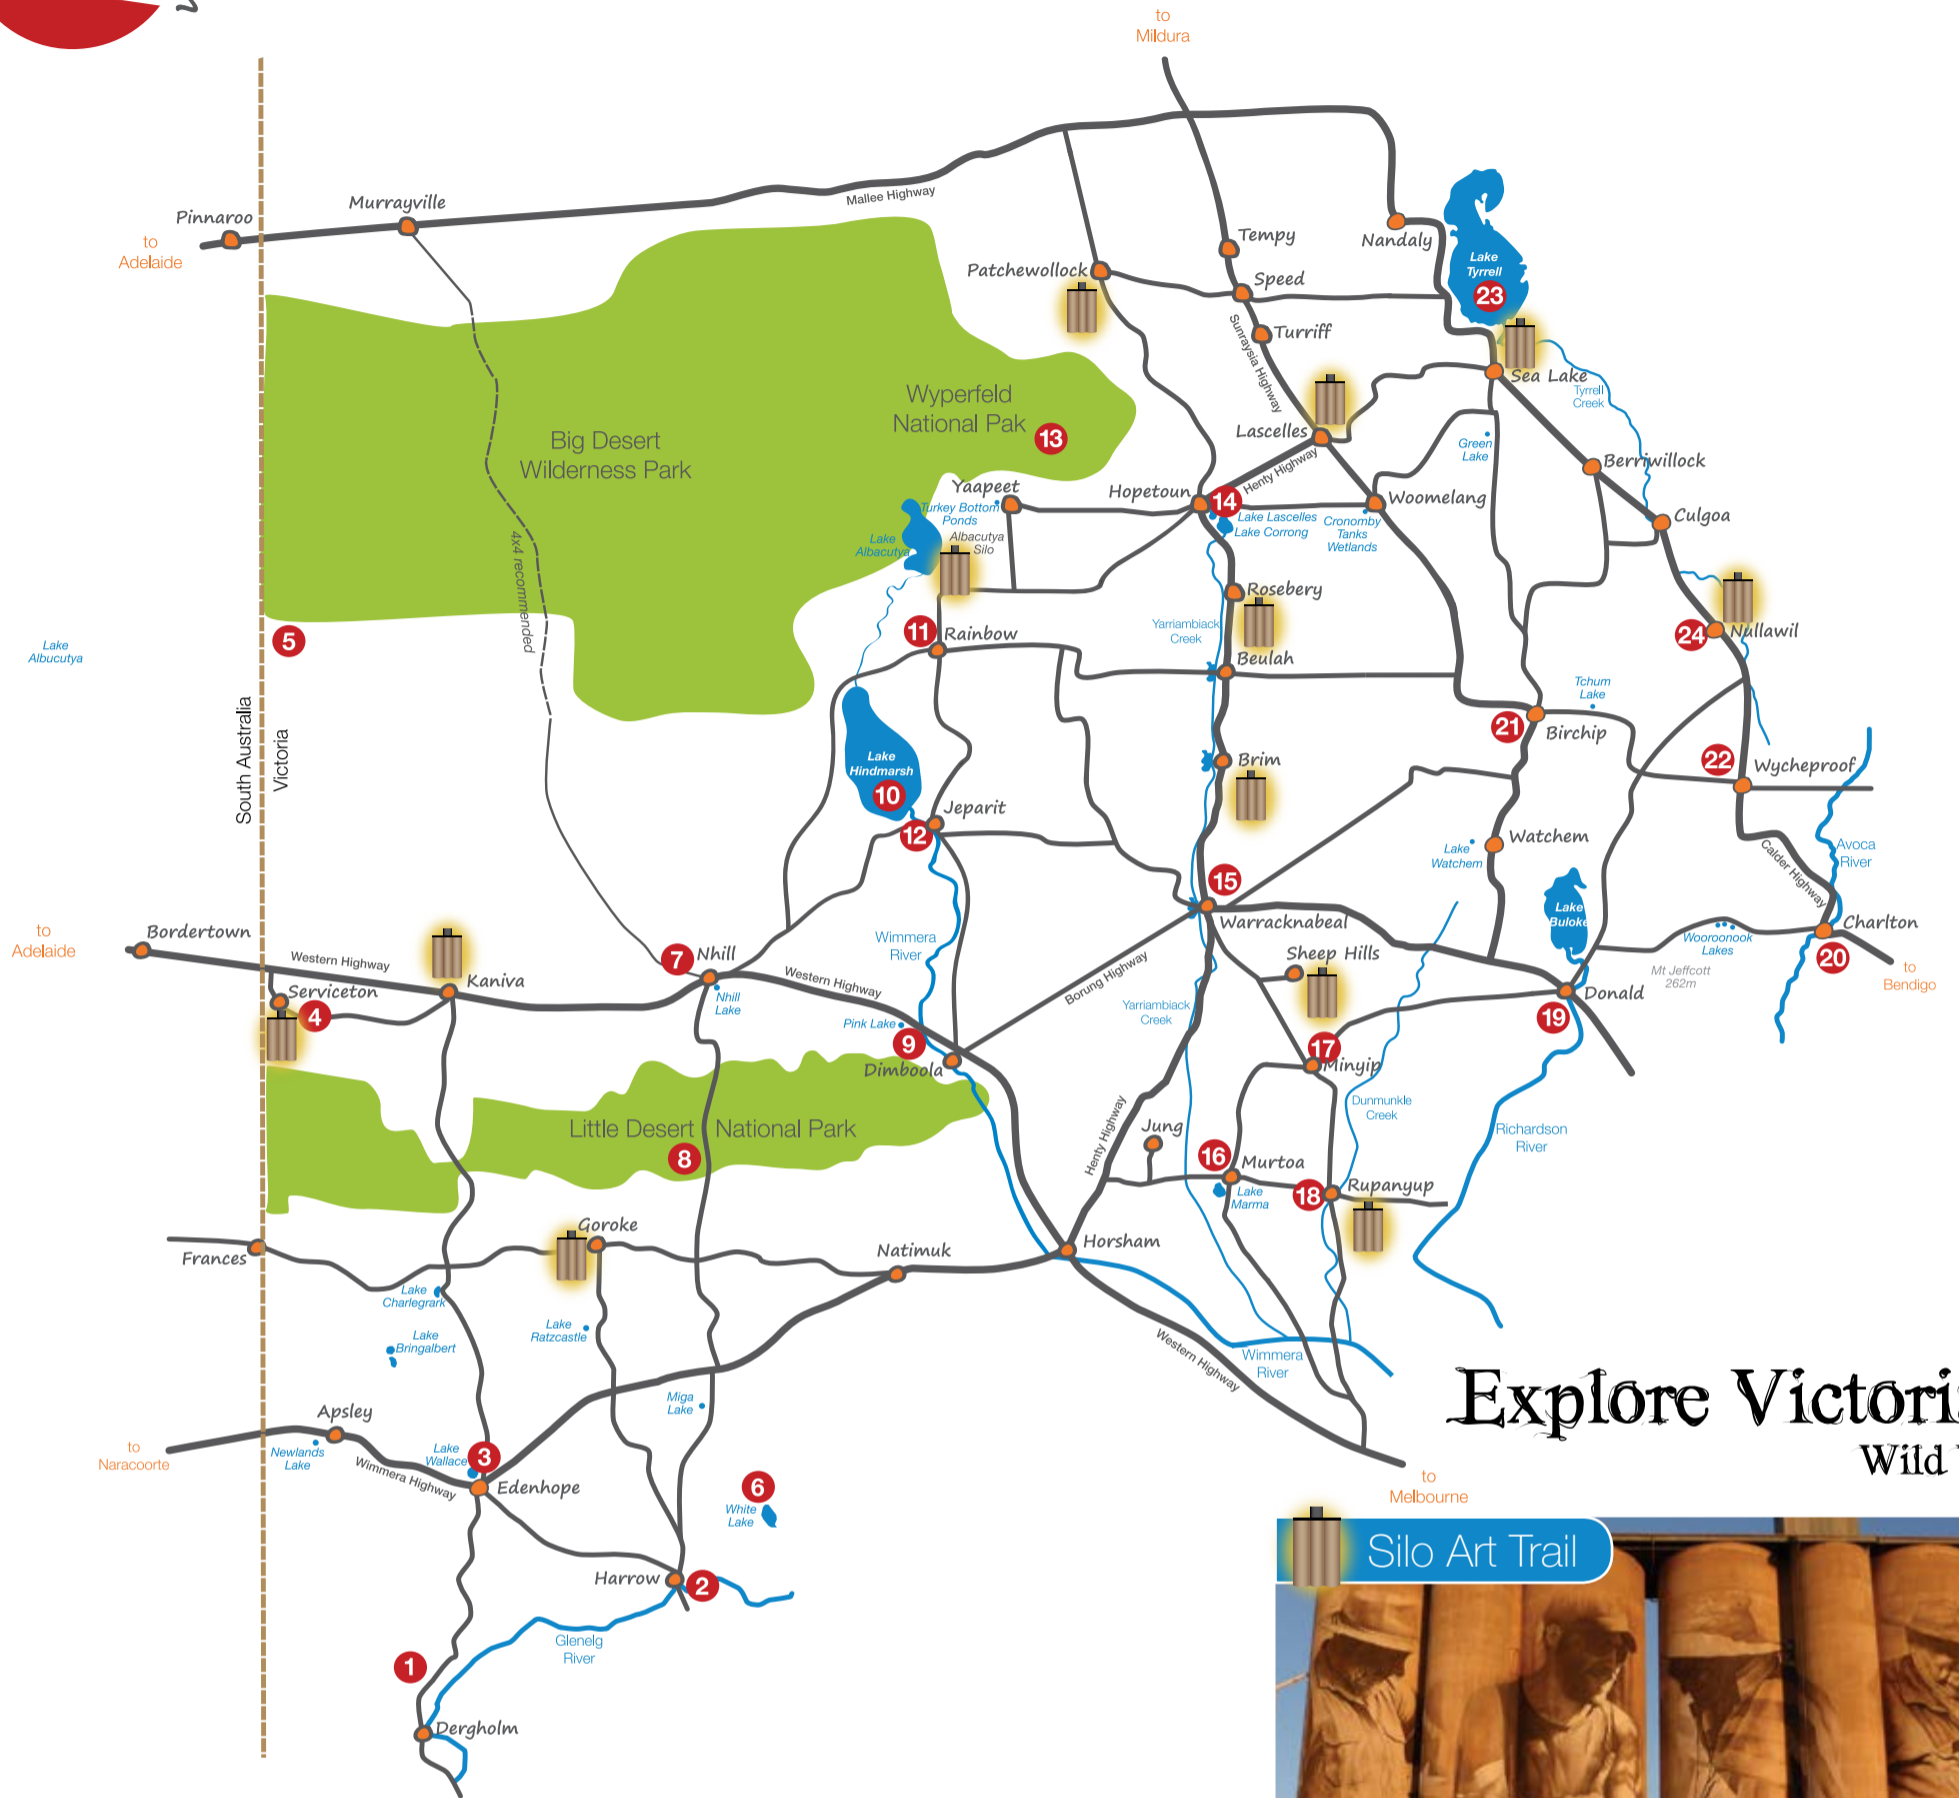 to
Mildura
Pinnaroo
Murrayville
Mallee Highway
to
Adelaide
Tempy
Nandaly
Lake
Tyrrell
23
Patchewollock
Speed
Turriff
Sunraysia Highway
Sea Lake
Tyrrell
Creek
Wyperfeld
National Pak
13
Big Desert
Wilderness Park
Lascelles
Green
Lake
Berriwillock
Henty Highway
Yaapeet
Hopetoun
14
Woomelang
Turkey Bottom
Ponds
Lake Lascelles
Lake Corrong
Cronomby
Tanks
Wetlands
Culgoa
Lake
Albacutya
Albacutya
Silo
4x4 recommended
Rosebery
Yarriambiack
Creek
11
Rainbow
24
Nullawil
Lake
Albucutya
5
Beulah
Tchum
Lake
South Australia
Victoria
21
Birchip
Lake
Hindmarsh
10
Brim
22
Wycheproof
Jeparit
12
Watchem
Lake
Watchem
Calder Highway
Avoca
River
15
Warracknabeal
Lake
Buloke
Charlton
20
Wooroonook
Lakes
Mt Jeffcott
262m
to
Bendigo
to
Adelaide
Bordertown
Western Highway
Kaniva
7
Nhill
Nhill
Lake
Western Highway
Wimmera
River
Borung Highway
Sheep Hills
Serviceton
4
Donald
19
Pink Lake
9
Dimboola
Yarriambiack
Creek
17
Minyip
Dunmunkle
Creek
Richardson
River
Little Desert
National Park
8
Henty Highway
Jung
16
Murtoa
Lake
Marma
18
Rupanyup
Frances
Goroke
Natimuk
Horsham
Lake
Charlegrark
Lake
Bringalbert
Lake
Ratzcastle
Western Highway
Wimmera
River
Miga
Lake
Explore Victori
Wild
to
Naracoorte
Apsley
Newlands
Lake
Wimmera Highway
Lake
Wallace
3
Edenhope
6
White
Lake
to
Melbourne
Silo Art Trail
Harrow
2
Glenelg
River
1
Dergholm